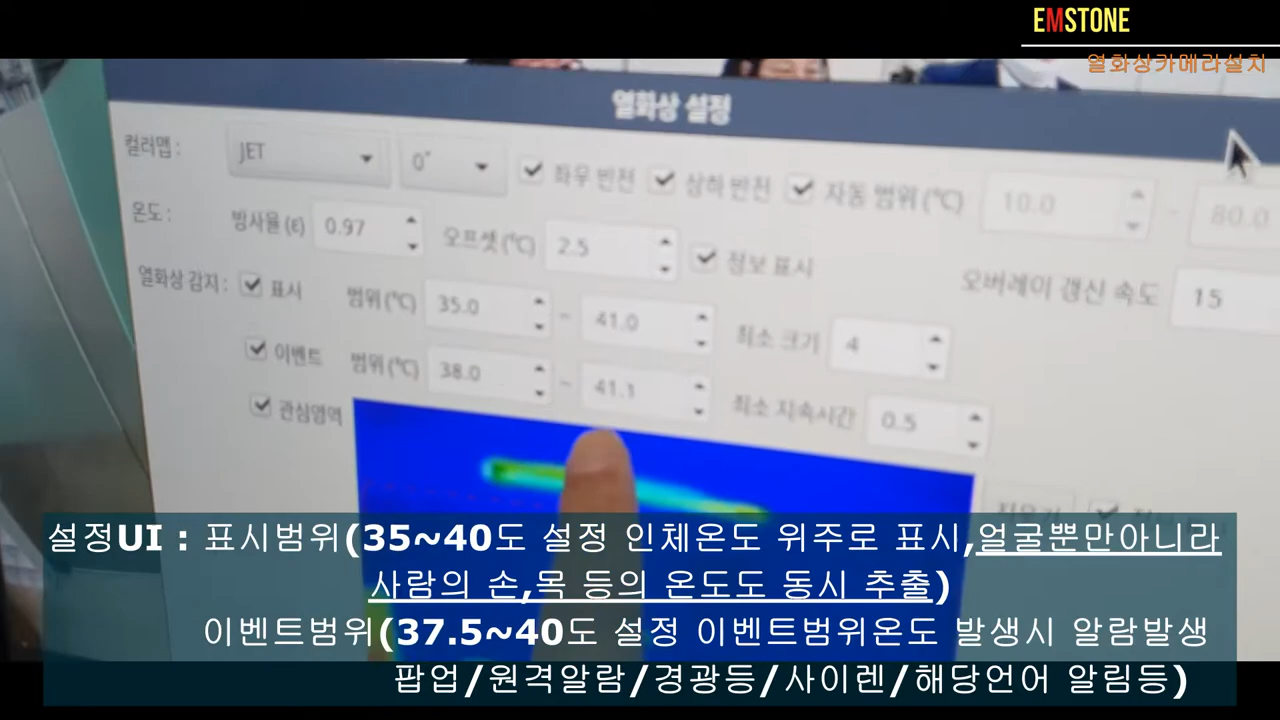 EMSTONE
열화상카메라설치
열화상 설정
컬러맵 : JET 0° 좌우 반전 상하 반전 자동 범위(℃) 10.0 - 80.0
온도 : 방사율(ε) 0.97 오프셋(℃) 2.5 정보 표시 오버레이 갱신 속도 15
열화상 감지 : 표시 범위(℃) 35.0 ~ 41.0 최소 크기 4
이벤트 범위(℃) 38.0 ~ 41.1 최소 지속시간 0.5
관심영역
설정UI : 표시범위(35~40도 설정 인체온도 위주로 표시,얼굴뿐만아니라
사람의 손,목 등의 온도도 동시 추출)
이벤트범위(37.5~40도 설정 이벤트범위온도 발생시 알람발생
팝업/원격알람/경광등/사이렌/해당언어 알림등)